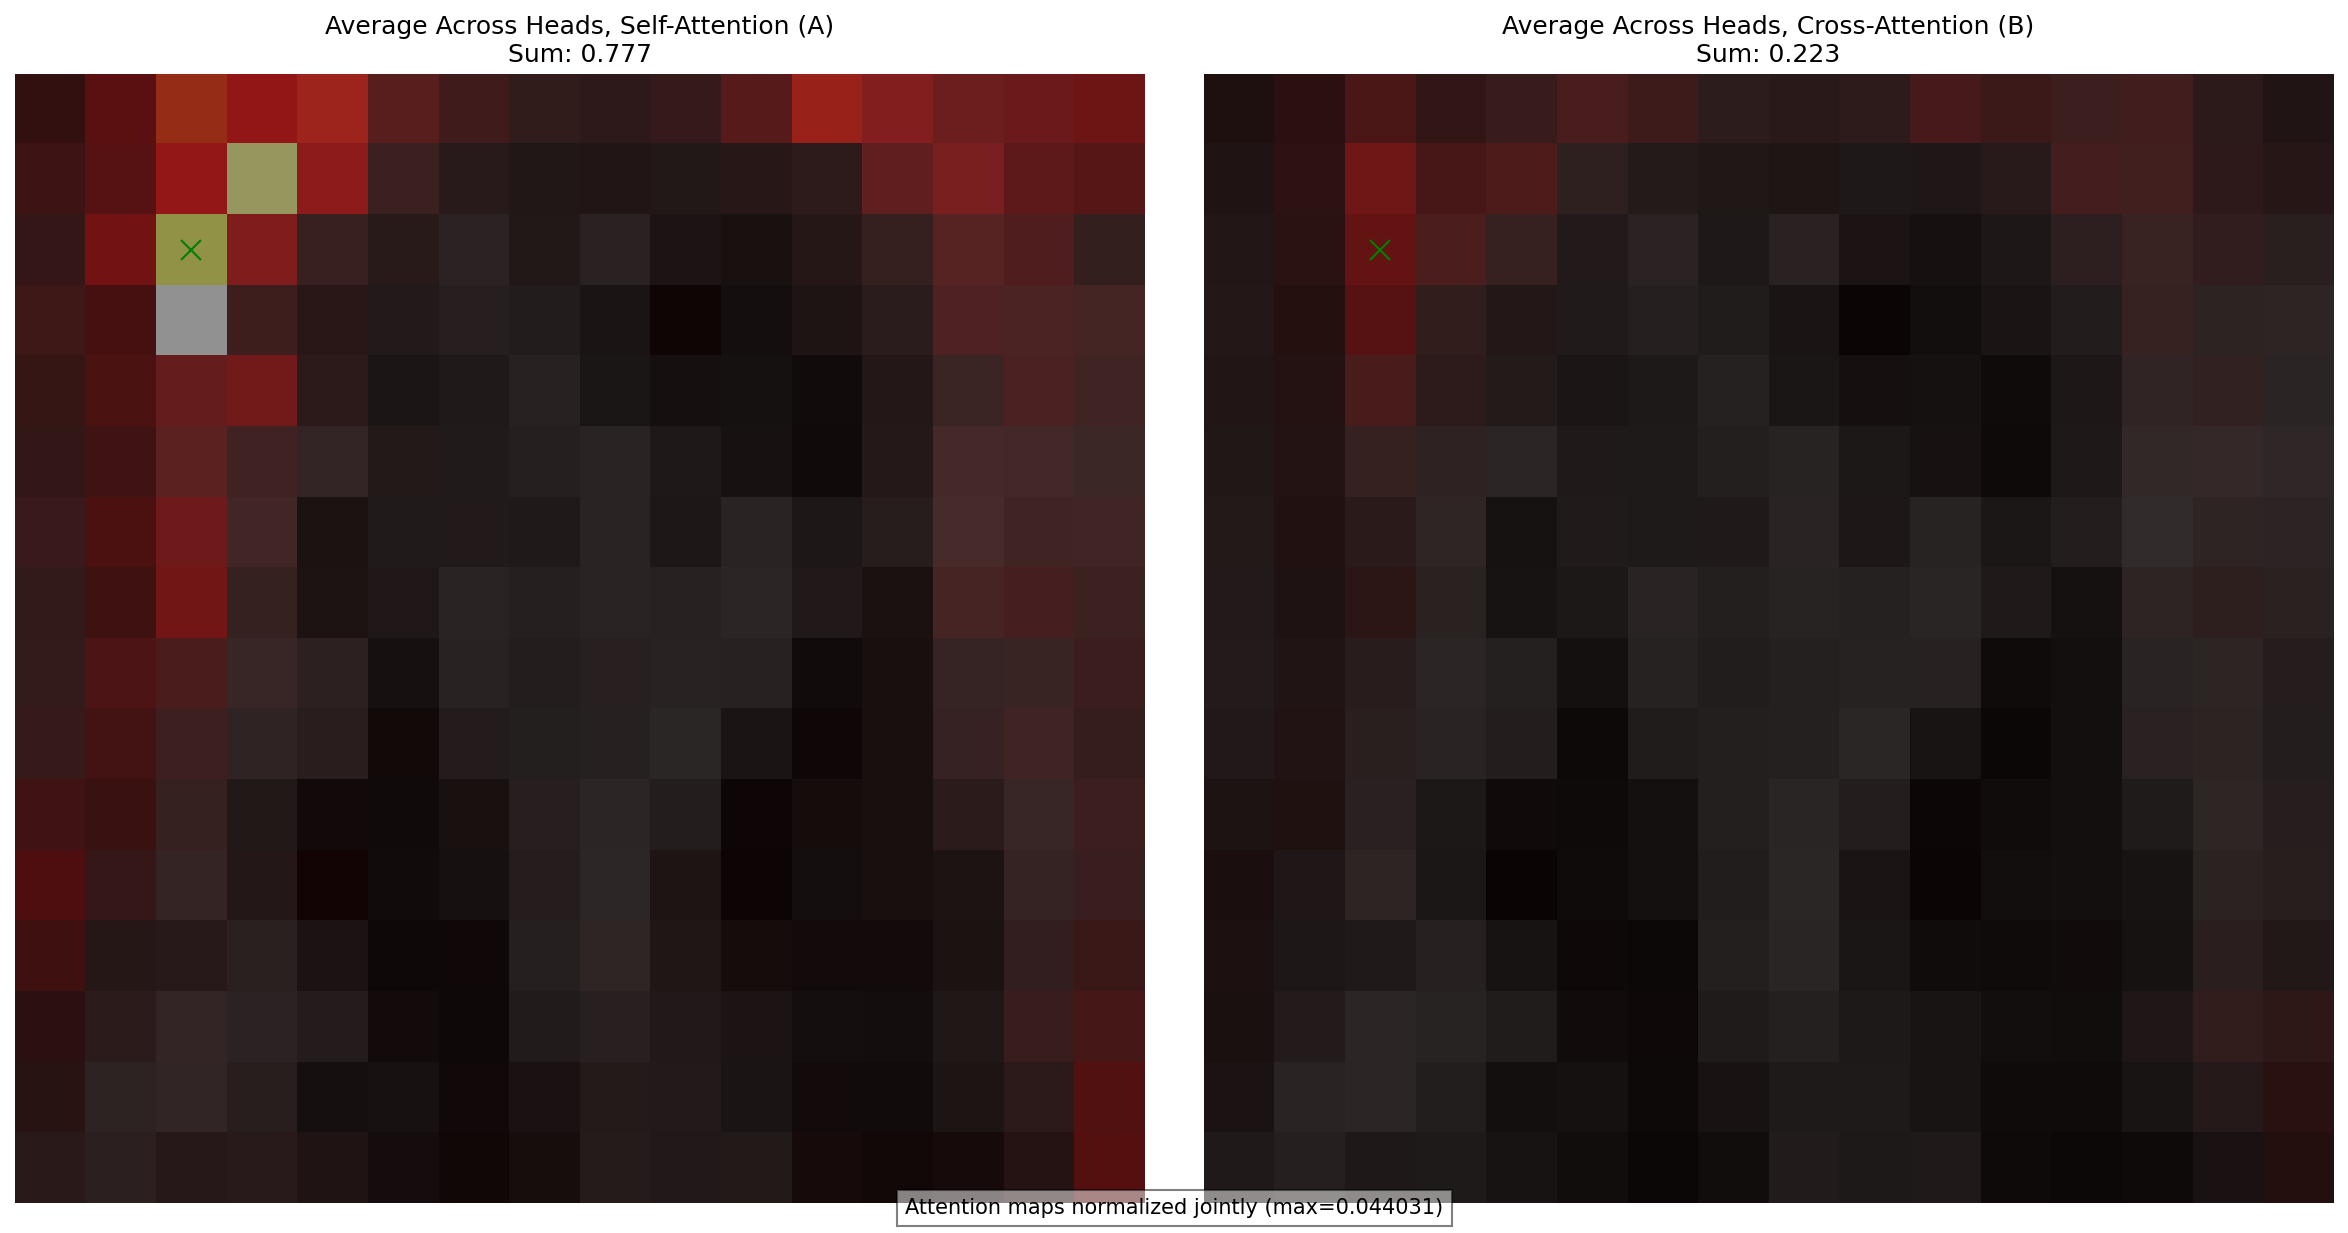 Average Across Heads, Self-Attention (A)
Sum: 0.777
Average Across Heads, Cross-Attention (B)
Sum: 0.223
Attention maps normalized jointly (max=0.044031)